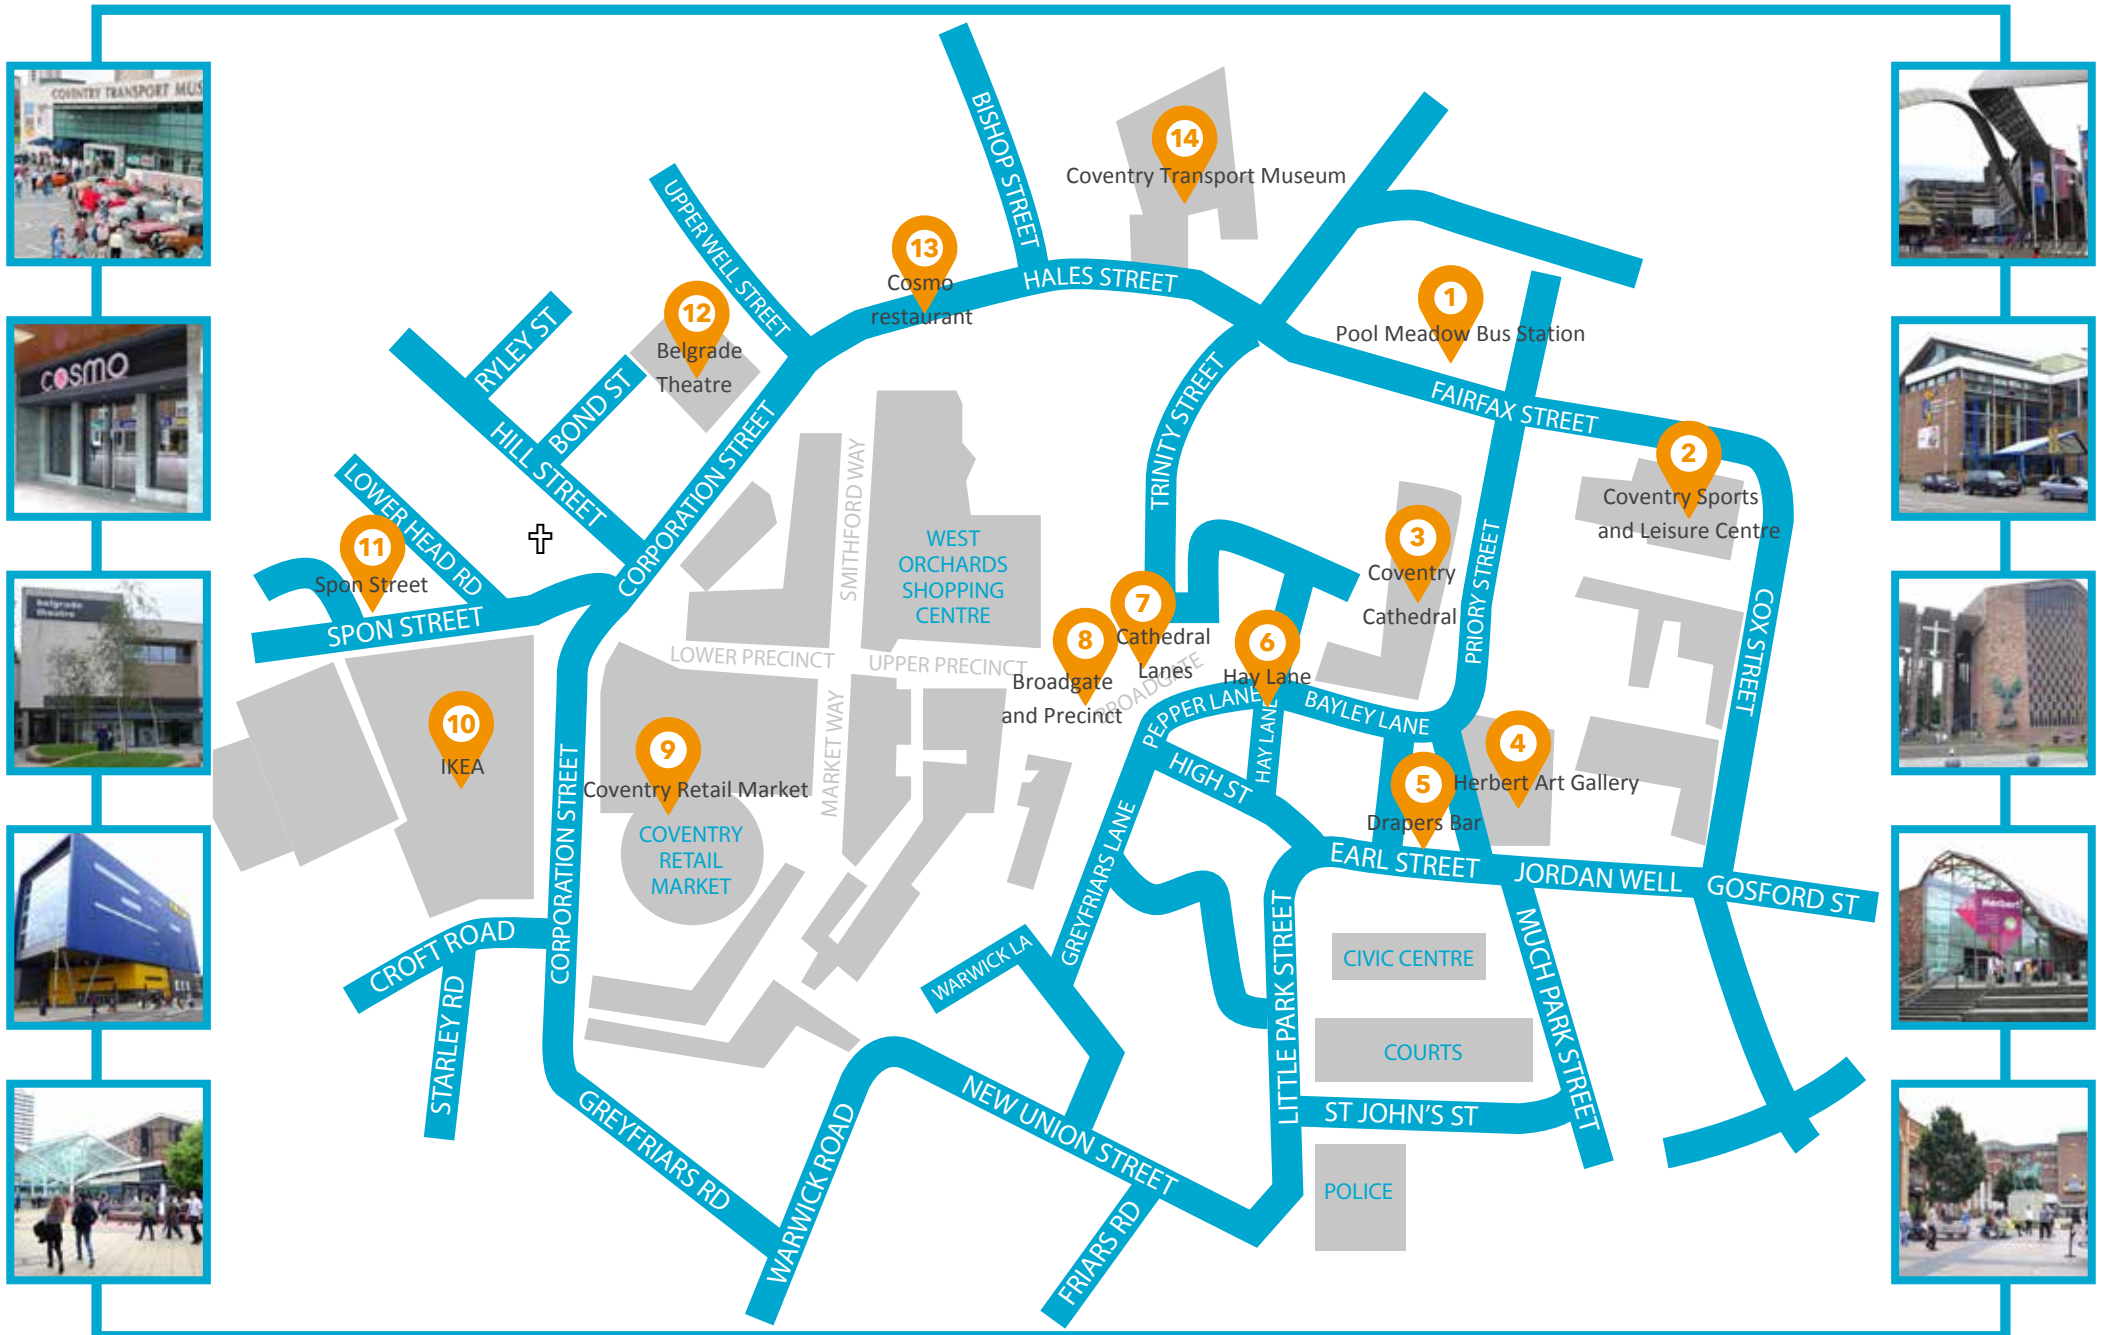 COVENTRY TRANSPORT MUS
COSMO
Belgrade
theatre
Herbert
BISHOP STREET
14
Coventry Transport Museum
UPPER WELL STREET
13
Cosmo
restaurant
HALES STREET
1
Pool Meadow Bus Station
12
Belgrade
Theatre
RYLEY ST
BOND ST
HILL STREET
CORPORATION STREET
TRINITY STREET
FAIRFAX STREET
2
Coventry Sports
and Leisure Centre
LOWER HEAD RD
11
Spon Street
SPON STREET
SMITHFORD WAY
WEST
ORCHARDS
SHOPPING
CENTRE
3
Coventry
Cathedral
PRIORY STREET
COX STREET
7
Cathedral
Lanes
8
Broadgate
and Precinct
BROADGATE
6
Hay Lane
LOWER PRECINCT
UPPER PRECINCT
PEPPER LANE
BAYLEY LANE
HAY LANE
HIGH ST
10
IKEA
9
Coventry Retail Market
COVENTRY
RETAIL
MARKET
MARKET WAY
4
Herbert Art Gallery
5
Drapers Bar
EARL STREET
JORDAN WELL
GOSFORD ST
CORPORATION STREET
GREYFRIARS LANE
CROFT ROAD
STARLEY RD
WARWICK LA
LITTLE PARK STREET
CIVIC CENTRE
MUCH PARK STREET
COURTS
ST JOHN'S ST
POLICE
GREYFRIARS RD
WARWICK ROAD
NEW UNION STREET
FRIARS RD